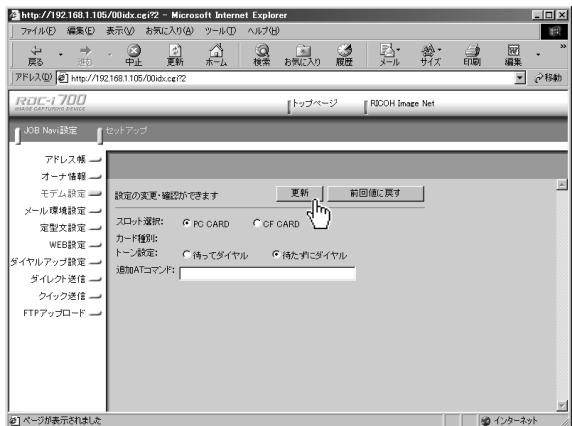 http://192.168.1.105/00idx.cgi?2 - Microsoft Internet Explorer
ファイル(F) 編集(E) 表示(V) お気に入り(A) ツール(T) ヘルプ(H)
戻る 進む 中止 更新 ホーム 検索 お気に入り 履歴 メール サイズ 印刷 編集 »
アドレス(D) http://192.168.1.105/00idx.cgi?2 移動
RDC-i700
IMAGE CAPTURING DEVICE
トップページ RICOH Image Net
JOB Navi設定 セットアップ
アドレス帳
オーナ情報
モデム設定
メール環境設定
定型文設定
WEB設定
ダイヤルアップ設定
ダイレクト送信
クイック送信
FTPアップロード
設定の変更・確認ができます 更新 前回値に戻す
スロット選択: PC CARD CF CARD
カード種別:
トーン設定: 待ってダイヤル 待たずにダイヤル
追加ATコマンド:
ページが表示されました インターネット